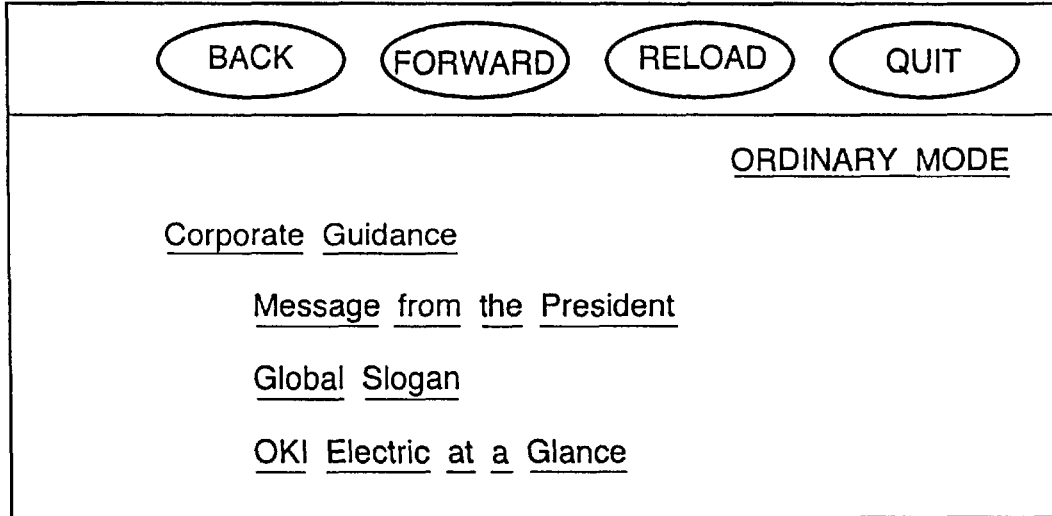 BACK FORWARD RELOAD QUIT
ORDINARY MODE
Corporate Guidance
Message from the President
Global Slogan
OKI Electric at a Glance